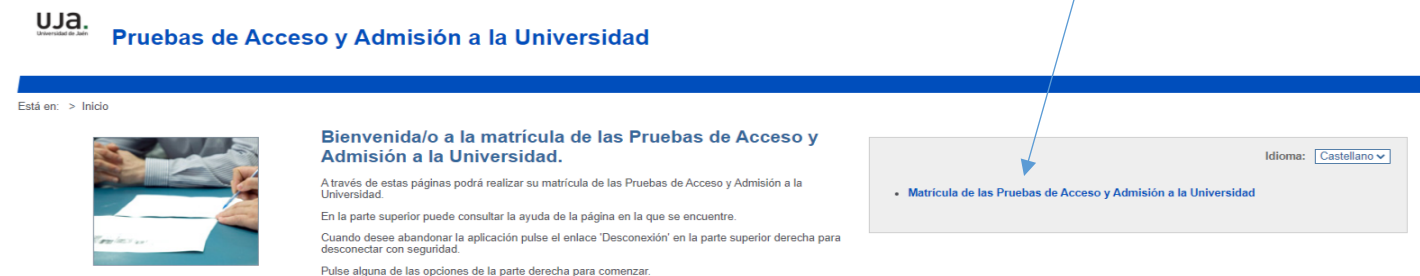 uja.
Universidad de Jaén
Pruebas de Acceso y Admisión a la Universidad
Está en: > Inicio
Bienvenida/o a la matrícula de las Pruebas de Acceso y
Admisión a la Universidad.
A través de estas páginas podrá realizar su matrícula de las Pruebas de Acceso y Admisión a la
Universidad.
En la parte superior puede consultar la ayuda de la página en la que se encuentre.
Cuando desee abandonar la aplicación pulse el enlace 'Desconexión' en la parte superior derecha para
desconectar con seguridad.
Pulse alguna de las opciones de la parte derecha para comenzar.
Idioma: Castellano
• Matrícula de las Pruebas de Acceso y Admisión a la Universidad